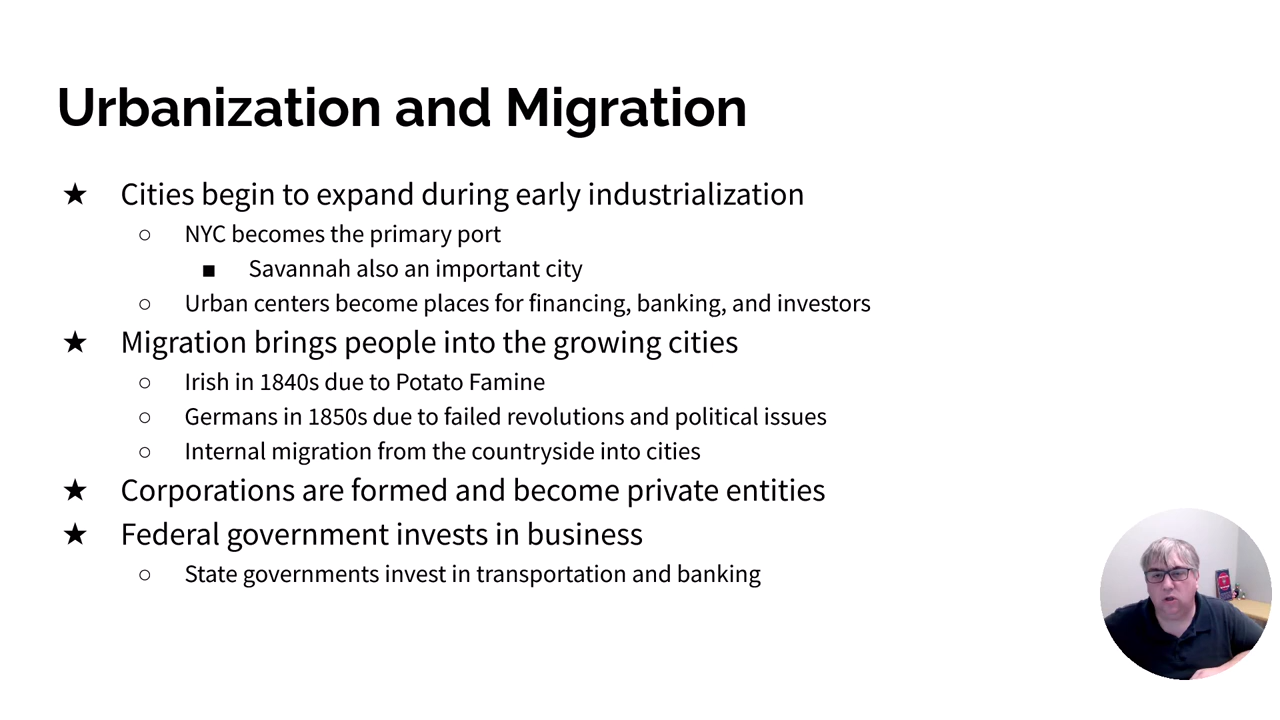 Urbanization and Migration
★ Cities begin to expand during early industrialization
○ NYC becomes the primary port
■ Savannah also an important city
○ Urban centers become places for financing, banking, and investors
★ Migration brings people into the growing cities
○ Irish in 1840s due to Potato Famine
○ Germans in 1850s due to failed revolutions and political issues
○ Internal migration from the countryside into cities
★ Corporations are formed and become private entities
★ Federal government invests in business
○ State governments invest in transportation and banking